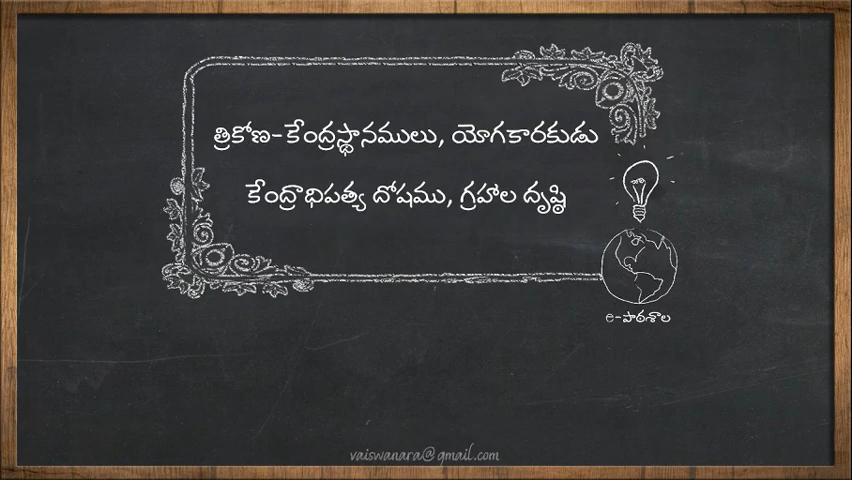 త్రికోణ-కేంద్రస్థానములు, యోగకారకుడు
కేంద్రాధిపత్య దోషము, గ్రహాల దృష్ఠి
e-పాఠశాల
vaiswanara@gmail.com